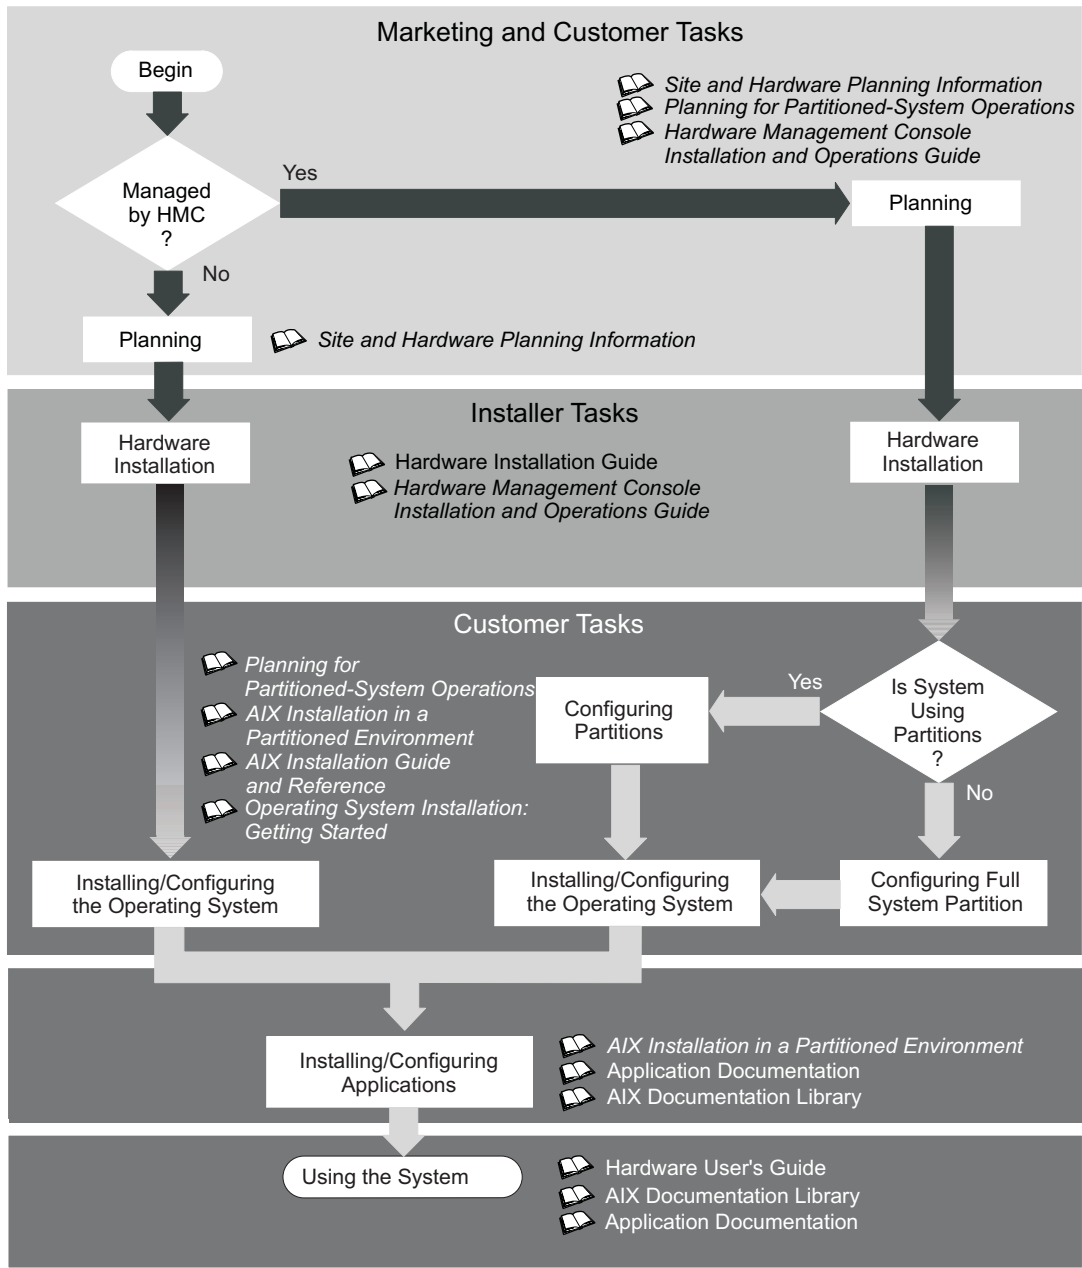 Marketing and Customer Tasks
Begin
Site and Hardware Planning Information
Planning for Partitioned-System Operations
Hardware Management Console
Installation and Operations Guide
Managed
by HMC
?
Yes
Planning
No
Planning
Site and Hardware Planning Information
Installer Tasks
Hardware
Installation
Hardware Installation Guide
Hardware Management Console
Installation and Operations Guide
Hardware
Installation
Customer Tasks
Planning for
Partitioned-System Operations
AIX Installation in a
Partitioned Environment
AIX Installation Guide
and Reference
Operating System Installation:
Getting Started
Configuring
Partitions
Yes
Is System
Using
Partitions
?
No
Installing/Configuring
the Operating System
Installing/Configuring
the Operating System
Configuring Full
System Partition
Installing/Configuring
Applications
AIX Installation in a Partitioned Environment
Application Documentation
AIX Documentation Library
Using the System
Hardware User's Guide
AIX Documentation Library
Application Documentation